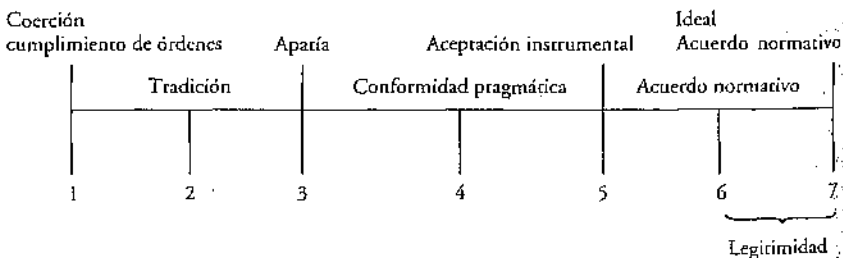 Coerción
cumplimiento de órdenes
Apatía
Aceptación instrumental
Ideal
Acuerdo normativo
Tradición
Conformidad pragmática
Acuerdo normativo
1 2 3 4 5 6 7
Legitimidad